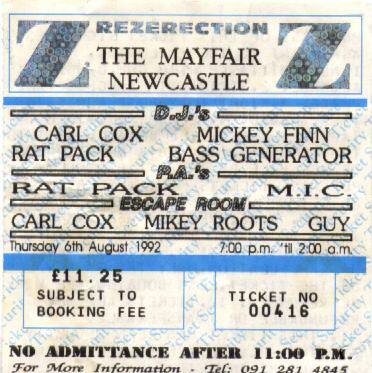 REZERECTION
Z THE MAYFAIR Z
NEWCASTLE
D.J.'s
CARL COX MICKEY FINN
RAT PACK BASS GENERATOR
P.A.'s
RAT PACK M.I.C.
ESCAPE ROOM
CARL COX MIKEY ROOTS GUY
Thursday 6th August 1992 7:00 p.m. 'till 2:00 a.m.
£11.25
SUBJECT TO
BOOKING FEE
TICKET NO
00416
NO ADMITTANCE AFTER 11:00 P.M.
For More Information - Tel: 091 281 4845